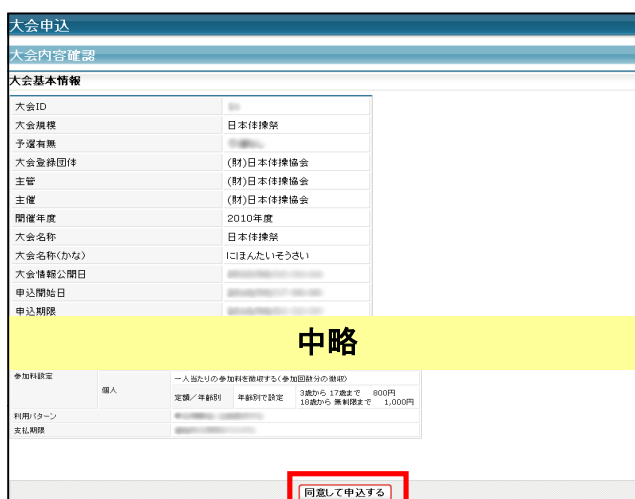 大会申込
大会内容確認
大会基本情報
大会ID
大会規模 日本体操祭
予選有無
大会登録団体 (財)日本体操協会
主管 (財)日本体操協会
主催 (財)日本体操協会
開催年度 2010年度
大会名称 日本体操祭
大会名称(かな) にほんたいそうさい
大会情報公開日
申込開始日
申込期限
中略
参加料設定 個人 一人当たりの参加料を徴収する(参加回数分の徴収)
定額/年齢別 年齢別で設定 3歳から 17歳まで 800円
18歳から 無制限まで 1,000円
利用パターン
支払期限
同意して申込する